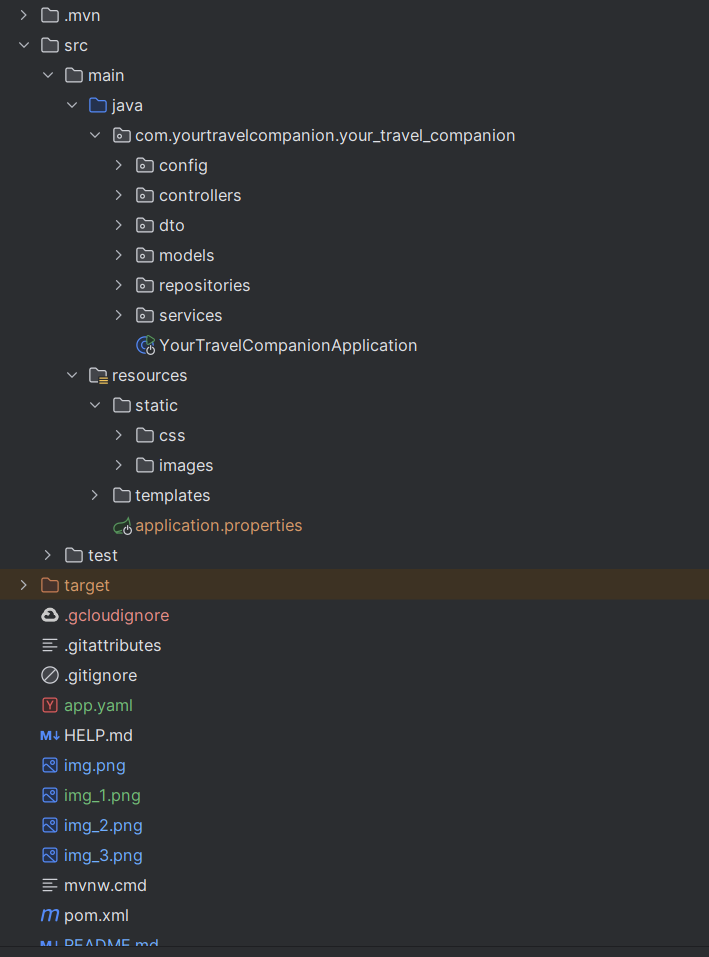 .mvn
src
main
java
com.yourtravelcompanion.your_travel_companion
config
controllers
dto
models
repositories
services
YourTravelCompanionApplication
resources
static
css
images
templates
application.properties
test
target
.gcloudignore
.gitattributes
.gitignore
Y app.yaml
M↓ HELP.md
img.png
img_1.png
img_2.png
img_3.png
mvnw.cmd
m pom.xml
M↓ README.md